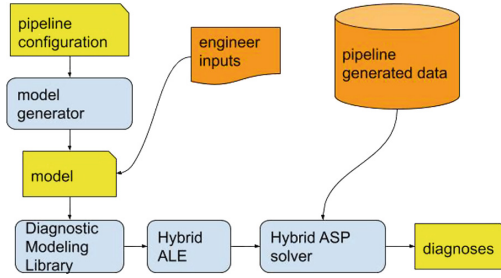 pipeline
configuration
engineer
inputs
pipeline
generated data
model
generator
model
Diagnostic
Modeling
Library
Hybrid
ALE
Hybrid ASP
solver
diagnoses